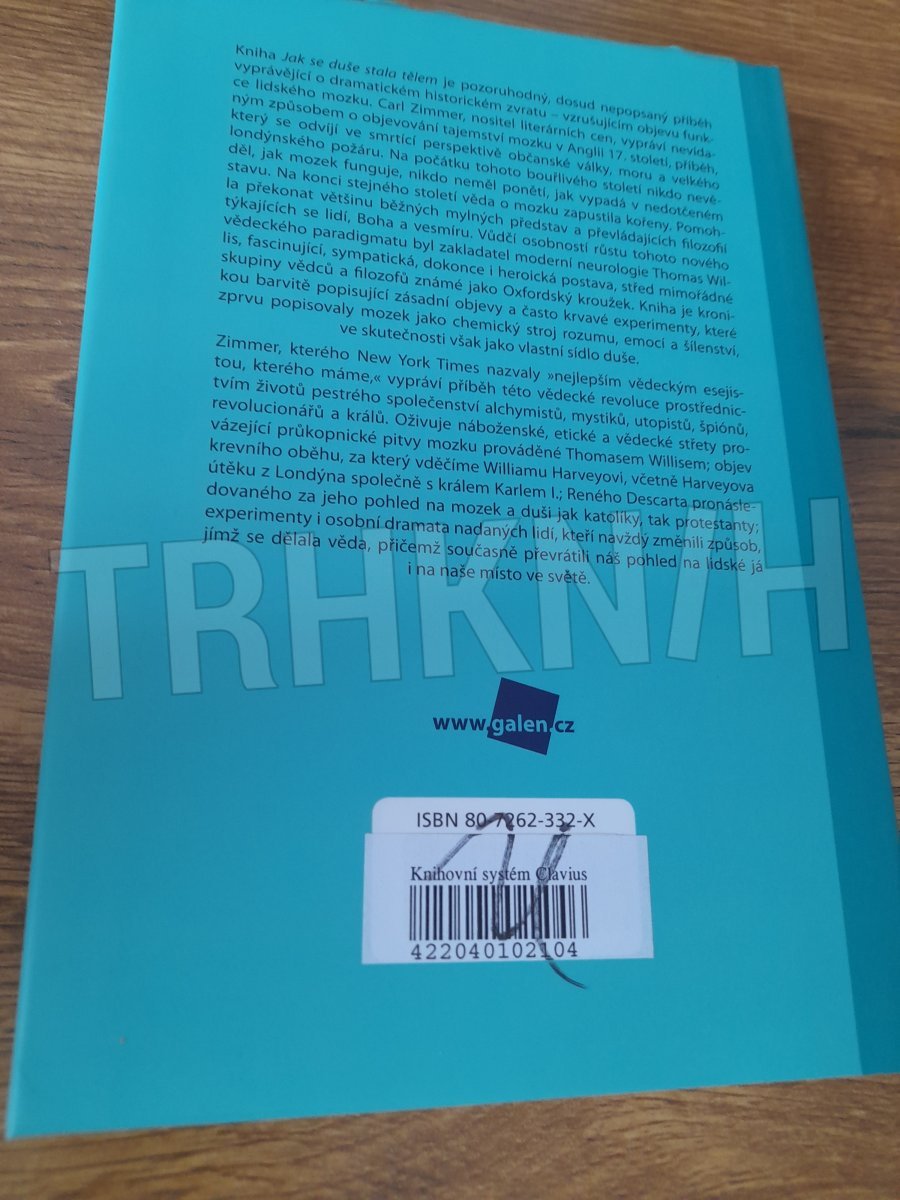 Kniha Jak se duše stala tělem je pozoruhodný, dosud nepopsaný příběh
vyprávějící o dramatickém historickém zvratu – vzrušujícím objevu funk-
ce lidského mozku. Carl Zimmer, nositel literárních cen, vypráví nevída-
ným způsobem o objevování tajemství mozku v Anglii 17. století, příběh,
který se odvíjí ve smrtící perspektivě občanské války, moru a velkého
londýnského požáru. Na počátku tohoto bouřlivého století nikdo nevě-
děl, jak mozek funguje, nikdo neměl ponětí, jak vypadá v nedotčeném
stavu. Na konci stejného století věda o mozku zapustila kořeny. Pomoh-
la překonat většinu běžných mylných představ a převládajících filozofií
týkajících se lidí, Boha a vesmíru. Vůdčí osobností růstu tohoto nového
vědeckého paradigmatu byl zakladatel moderní neurologie Thomas Wil-
lis, fascinující, sympatická, dokonce i heroická postava, střed mimořádné
skupiny vědců a filozofů známé jako Oxfordský kroužek. Kniha je kroni-
kou barvitě popisující zásadní objevy a často krvavé experimenty, které
zprvu popisovaly mozek jako chemický stroj rozumu, emocí a šílenství,
ve skutečnosti však jako vlastní sídlo duše.
Zimmer, kterého New York Times nazvaly »nejlepším vědeckým esejis-
tou, kterého máme,« vypráví příběh této vědecké revoluce prostřednic-
tvím životů pestrého společenství alchymistů, mystiků, utopistů, špiónů,
revolucionářů a králů. Oživuje náboženské, etické a vědecké střety pro-
vázející průkopnické pitvy mozku prováděné Thomasem Willisem; objev
krevního oběhu, za který vděčíme Williamu Harveyovi, včetně Harveyova
útěku z Londýna společně s králem Karlem I.; Reného Descarta pronásle-
dovaného za jeho pohled na mozek a duši jak katolíky, tak protestanty;
experimenty i osobní dramata nadaných lidí, kteří navždy změnili způsob,
jímž se dělala věda, přičemž současně převrátili náš pohled na lidské já
i na naše místo ve světě.
TRHKNIH
www.galen.cz
ISBN 80-7262-332-X
Knihovní systém Clavius
422040102104